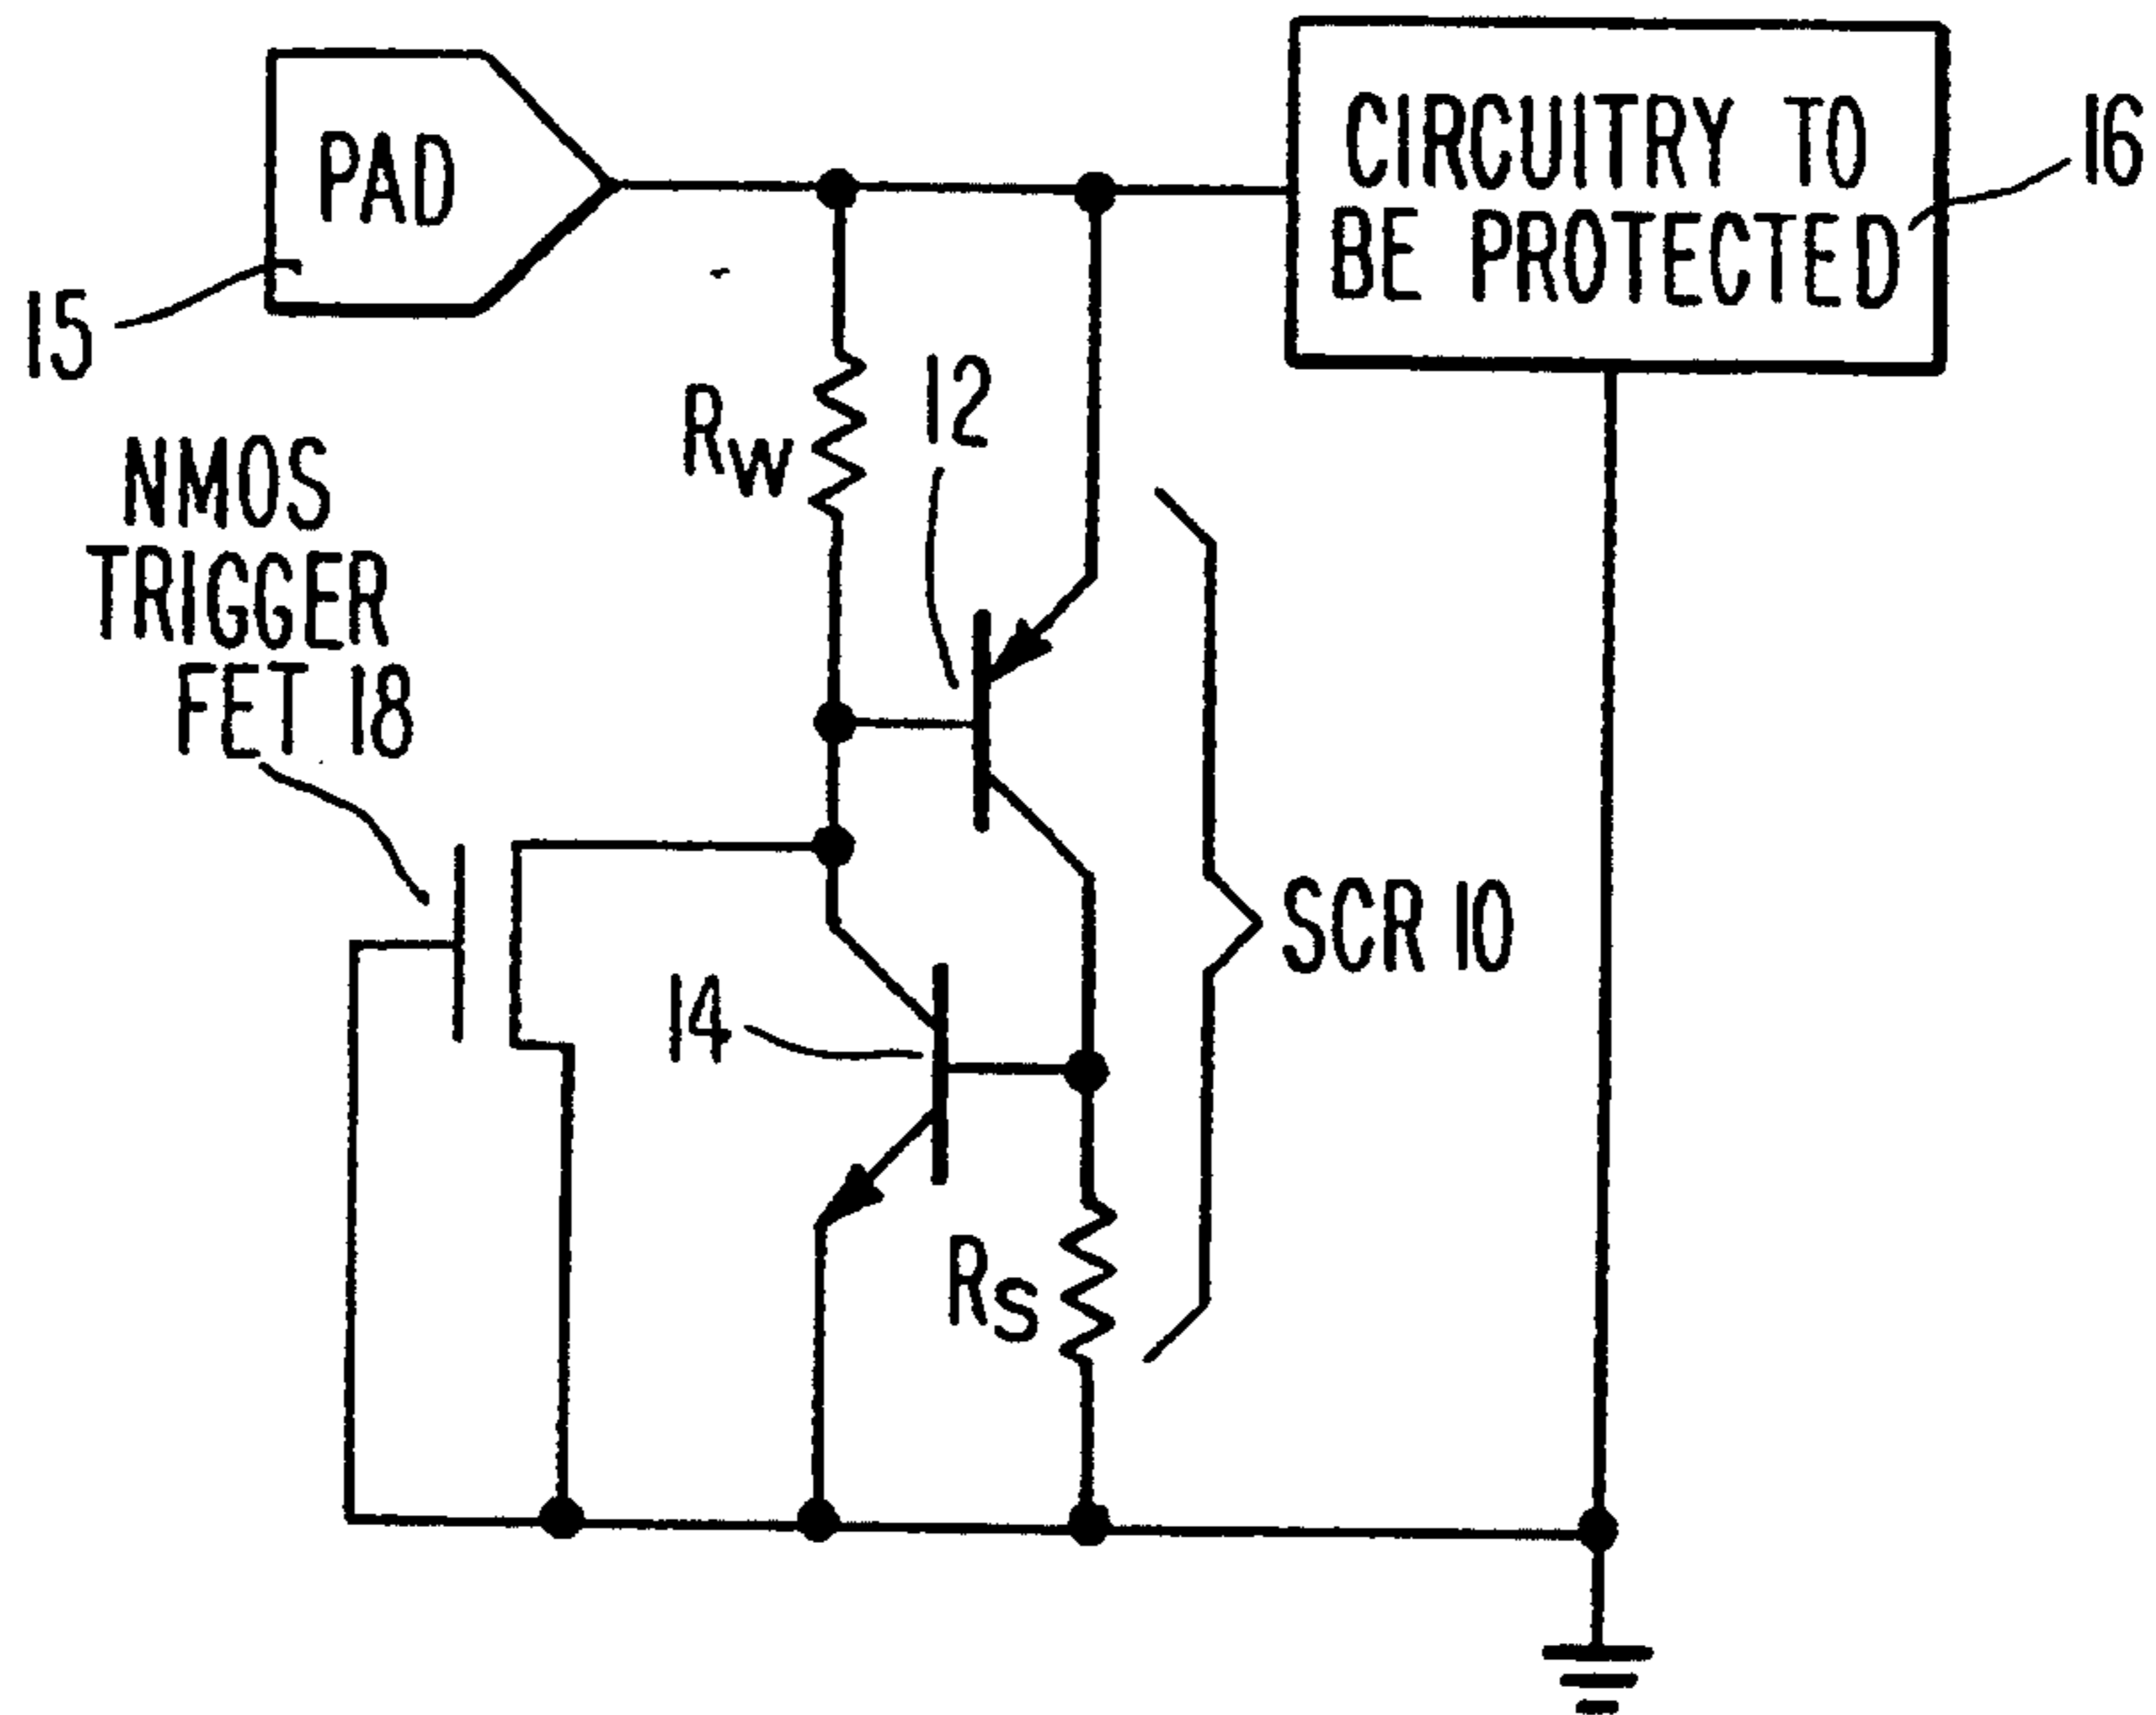 PAD
15
CIRCUITRY TO
BE PROTECTED
16
RW
12
NMOS
TRIGGER
FET 18
SCR 10
14
RS